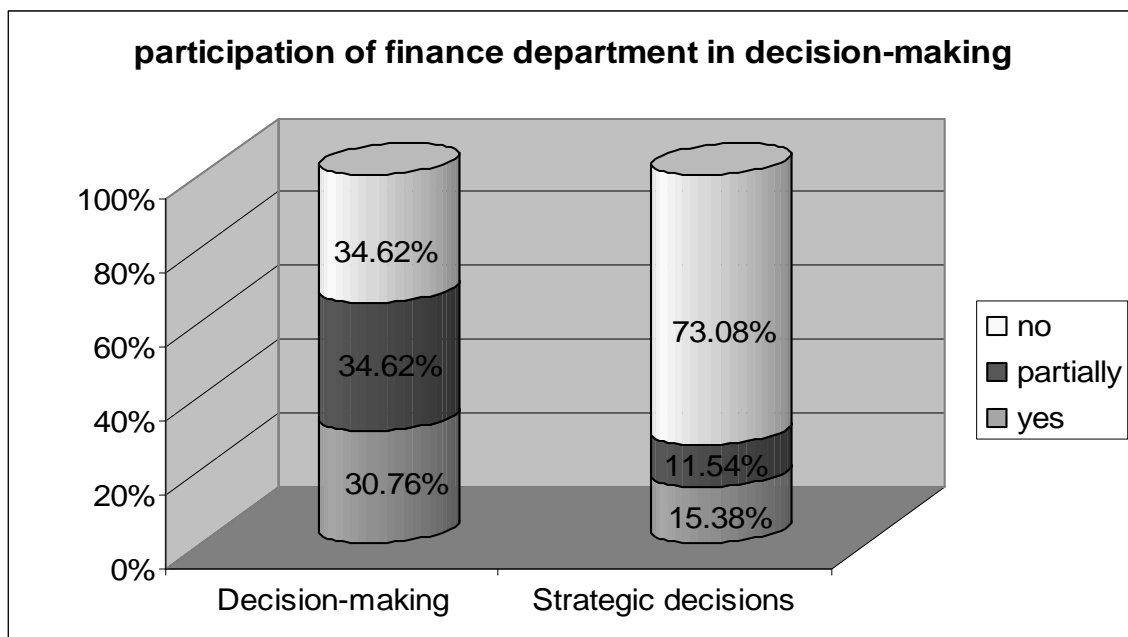 participation of finance department in decision-making
100%
80%
60%
40%
20%
0%
34.62%
34.62%
30.76%
73.08%
11.54%
15.38%
Decision-making
Strategic decisions
no
partially
yes